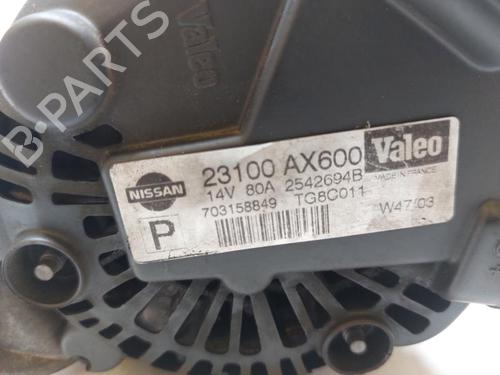 B-PARTS
Valeo
NISSAN
23100 AX600
Valeo
14V 80A 2542694B
MADE IN FRANCE
703158849 TG8C011
W47/03
P